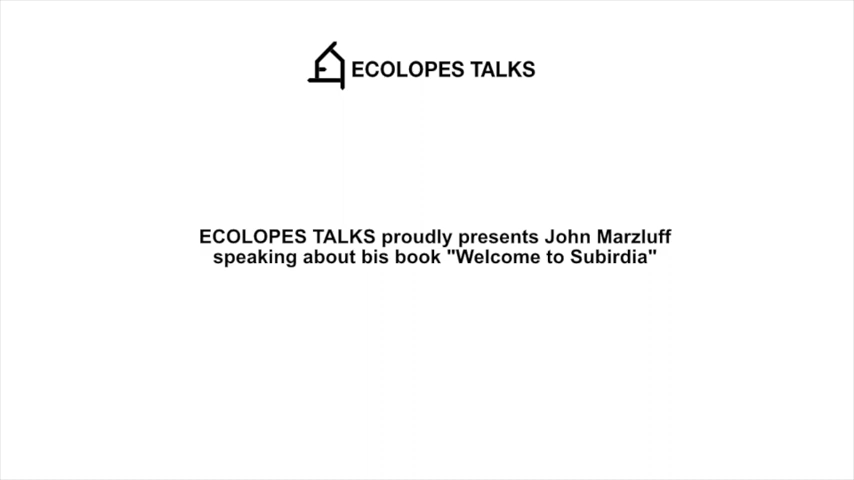 ECOLOPES TALKS
ECOLOPES TALKS proudly presents John Marzluff
speaking about bis book "Welcome to Subirdia"